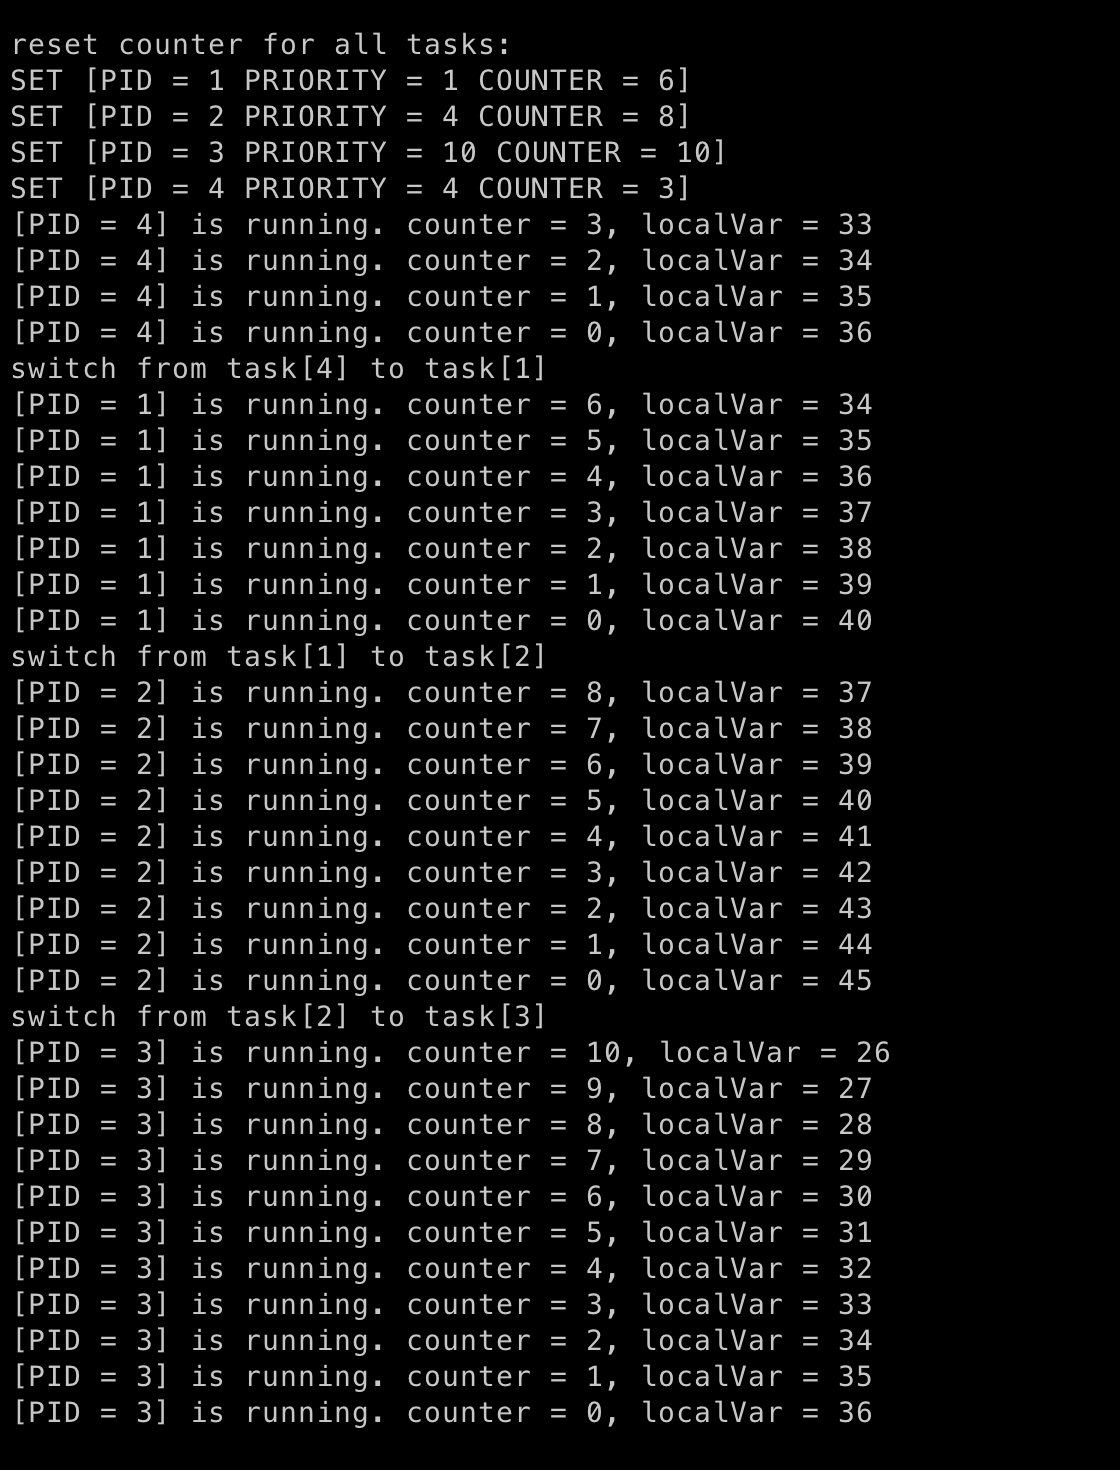 reset counter for all tasks:
SET [PID = 1 PRIORITY = 1 COUNTER = 6]
SET [PID = 2 PRIORITY = 4 COUNTER = 8]
SET [PID = 3 PRIORITY = 10 COUNTER = 10]
SET [PID = 4 PRIORITY = 4 COUNTER = 3]
[PID = 4] is running. counter = 3, localVar = 33
[PID = 4] is running. counter = 2, localVar = 34
[PID = 4] is running. counter = 1, localVar = 35
[PID = 4] is running. counter = 0, localVar = 36
switch from task[4] to task[1]
[PID = 1] is running. counter = 6, localVar = 34
[PID = 1] is running. counter = 5, localVar = 35
[PID = 1] is running. counter = 4, localVar = 36
[PID = 1] is running. counter = 3, localVar = 37
[PID = 1] is running. counter = 2, localVar = 38
[PID = 1] is running. counter = 1, localVar = 39
[PID = 1] is running. counter = 0, localVar = 40
switch from task[1] to task[2]
[PID = 2] is running. counter = 8, localVar = 37
[PID = 2] is running. counter = 7, localVar = 38
[PID = 2] is running. counter = 6, localVar = 39
[PID = 2] is running. counter = 5, localVar = 40
[PID = 2] is running. counter = 4, localVar = 41
[PID = 2] is running. counter = 3, localVar = 42
[PID = 2] is running. counter = 2, localVar = 43
[PID = 2] is running. counter = 1, localVar = 44
[PID = 2] is running. counter = 0, localVar = 45
switch from task[2] to task[3]
[PID = 3] is running. counter = 10, localVar = 26
[PID = 3] is running. counter = 9, localVar = 27
[PID = 3] is running. counter = 8, localVar = 28
[PID = 3] is running. counter = 7, localVar = 29
[PID = 3] is running. counter = 6, localVar = 30
[PID = 3] is running. counter = 5, localVar = 31
[PID = 3] is running. counter = 4, localVar = 32
[PID = 3] is running. counter = 3, localVar = 33
[PID = 3] is running. counter = 2, localVar = 34
[PID = 3] is running. counter = 1, localVar = 35
[PID = 3] is running. counter = 0, localVar = 36